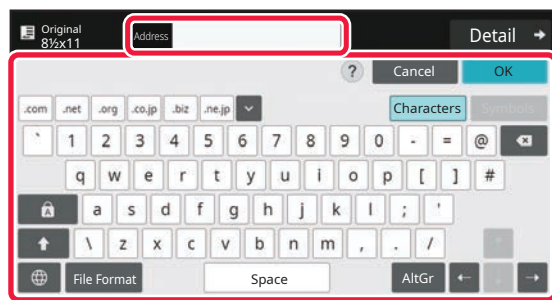 Original
8½x11
Address
Detail
? Cancel OK
.com .net .org .co.jp .biz .ne.jp Characters Symbols
` 1 2 3 4 5 6 7 8 9 0 - = @
q w e r t y u i o p [ ] #
A a s d f g h j k l ; '
\ z x c v b n m , . /
File Format Space AltGr